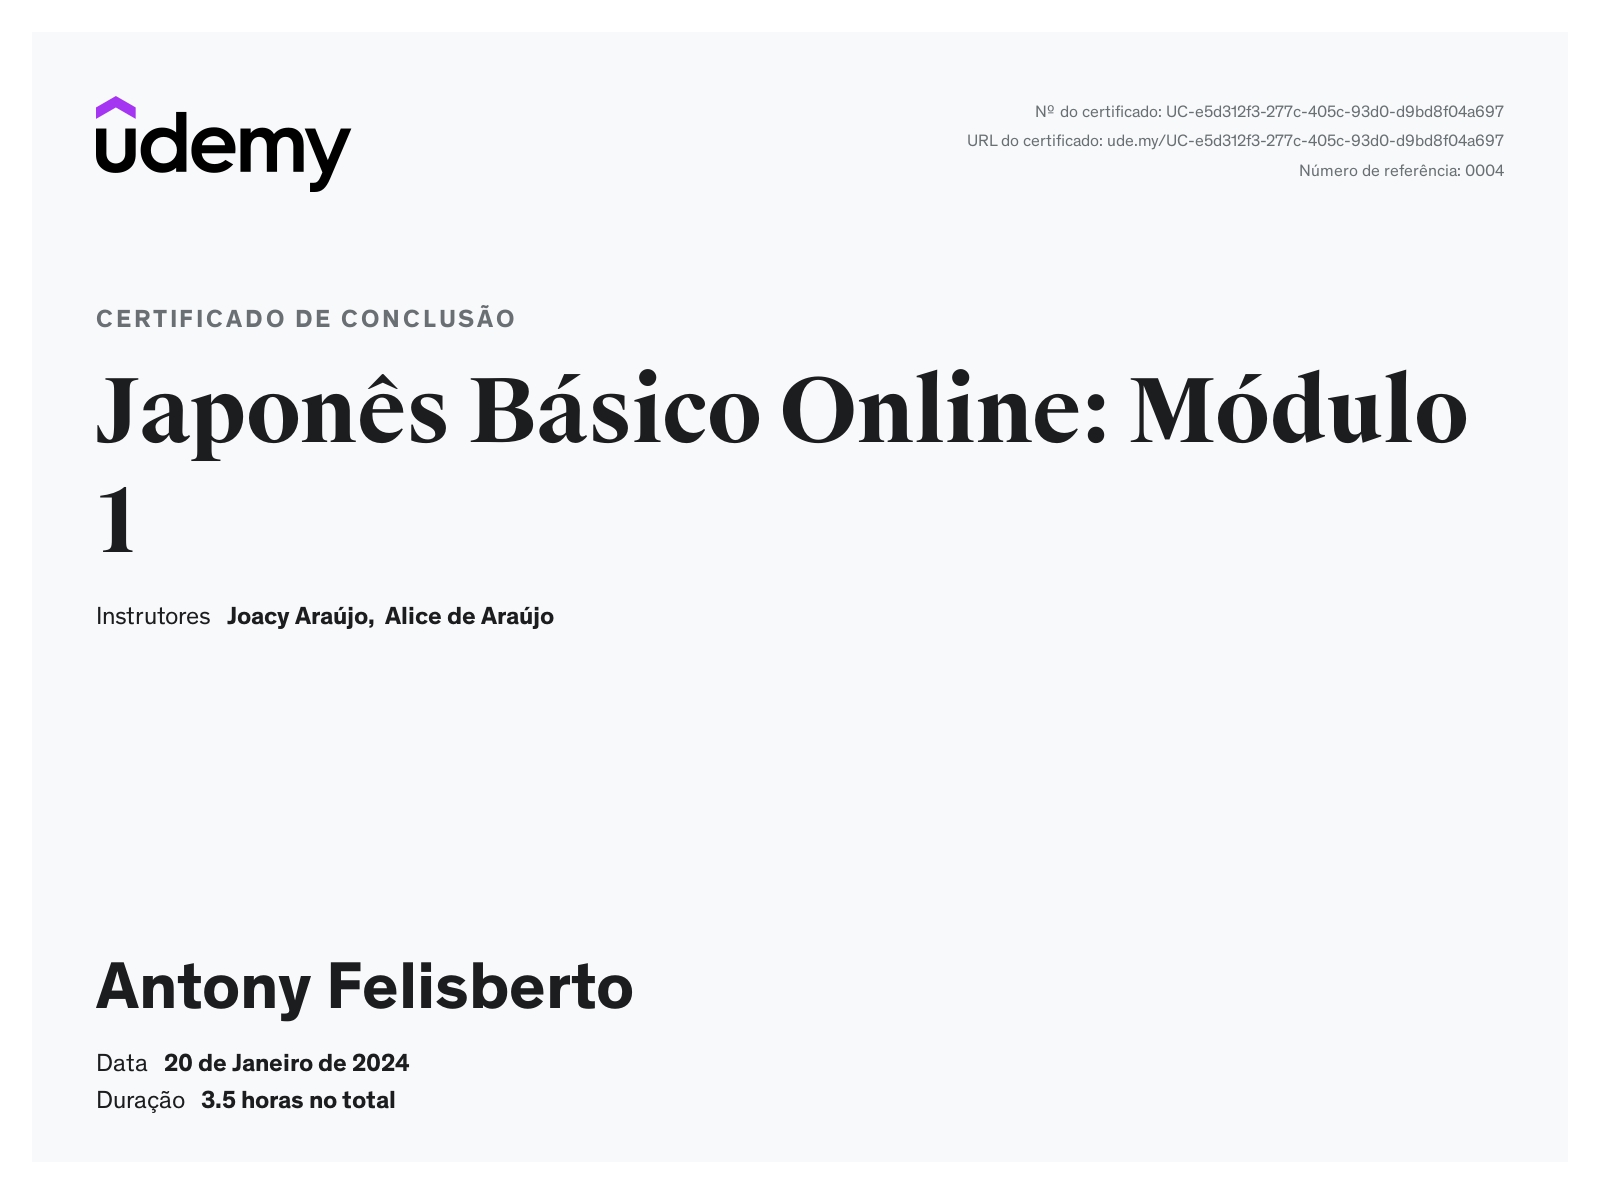 udemy
Nº do certificado: UC-e5d312f3-277c-405c-93d0-d9bd8f04a697
URL do certificado: ude.my/UC-e5d312f3-277c-405c-93d0-d9bd8f04a697
Número de referência: 0004
CERTIFICADO DE CONCLUSÃO
Japonês Básico Online: Módulo
1
Instrutores Joacy Araújo, Alice de Araújo
Antony Felisberto
Data 20 de Janeiro de 2024
Duração 3.5 horas no total